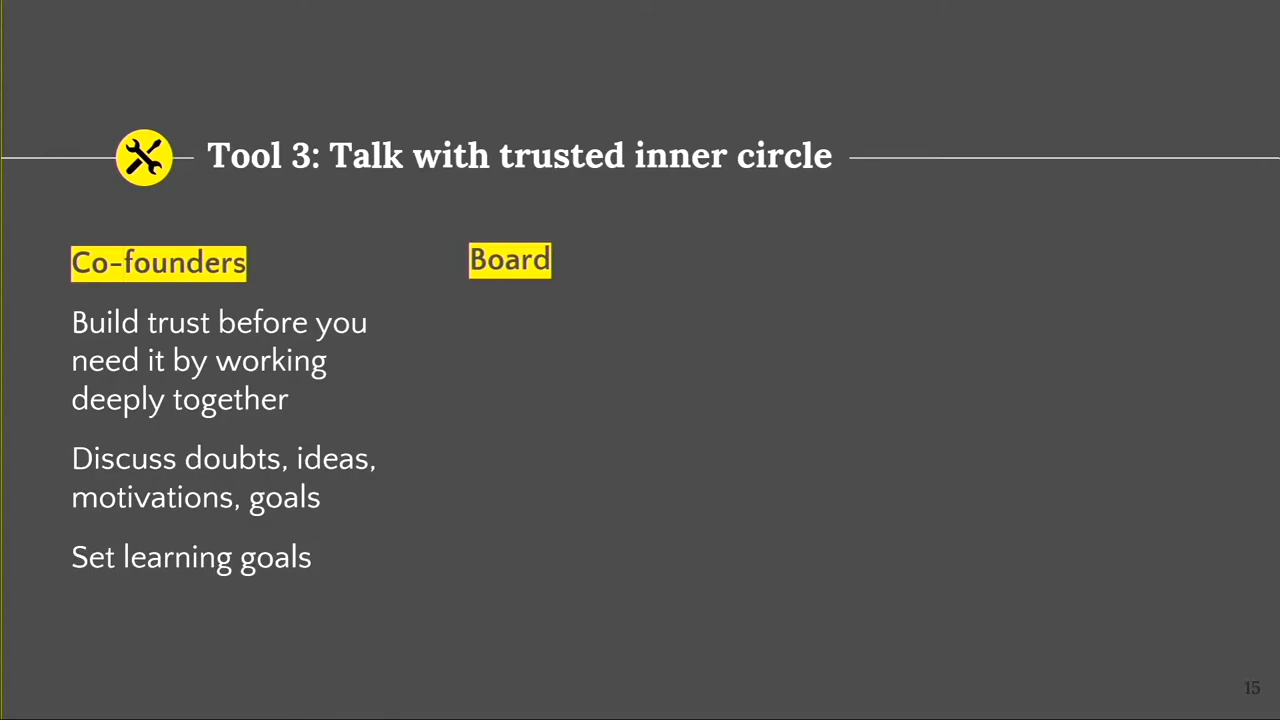 Tool 3: Talk with trusted inner circle
Co-founders
Build trust before you
need it by working
deeply together
Discuss doubts, ideas,
motivations, goals
Set learning goals
Board
15